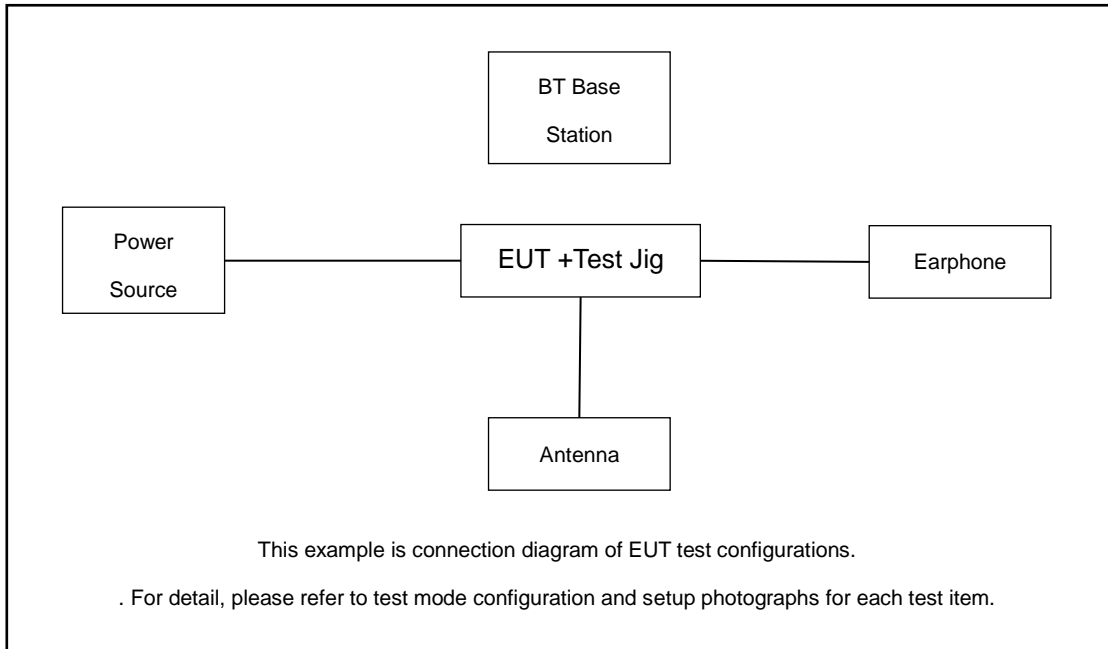 BT Base
Station
Power
Source
EUT +Test Jig
Earphone
Antenna
This example is connection diagram of EUT test configurations.
. For detail, please refer to test mode configuration and setup photographs for each test item.